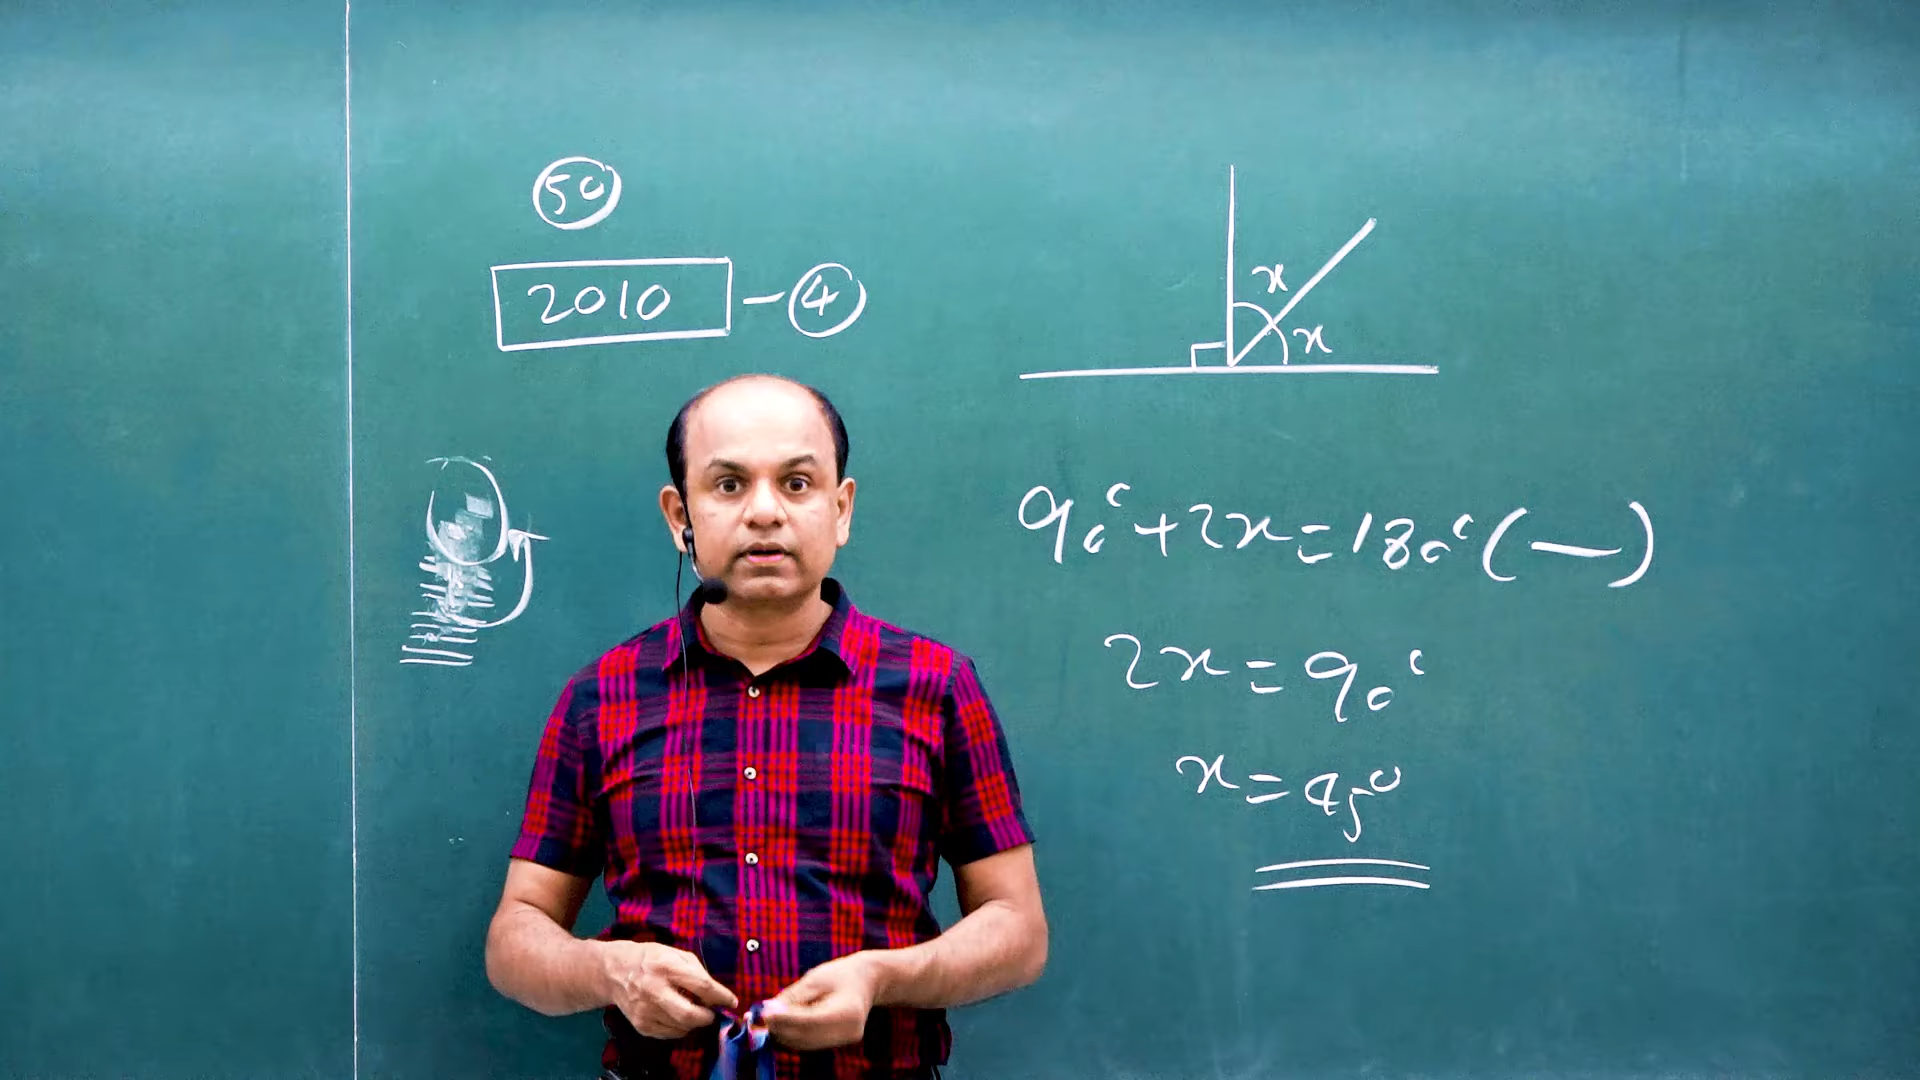 50
2010 - 4
x
x
90° + 2x = 180° ( — )
2x = 90°
x = 45°